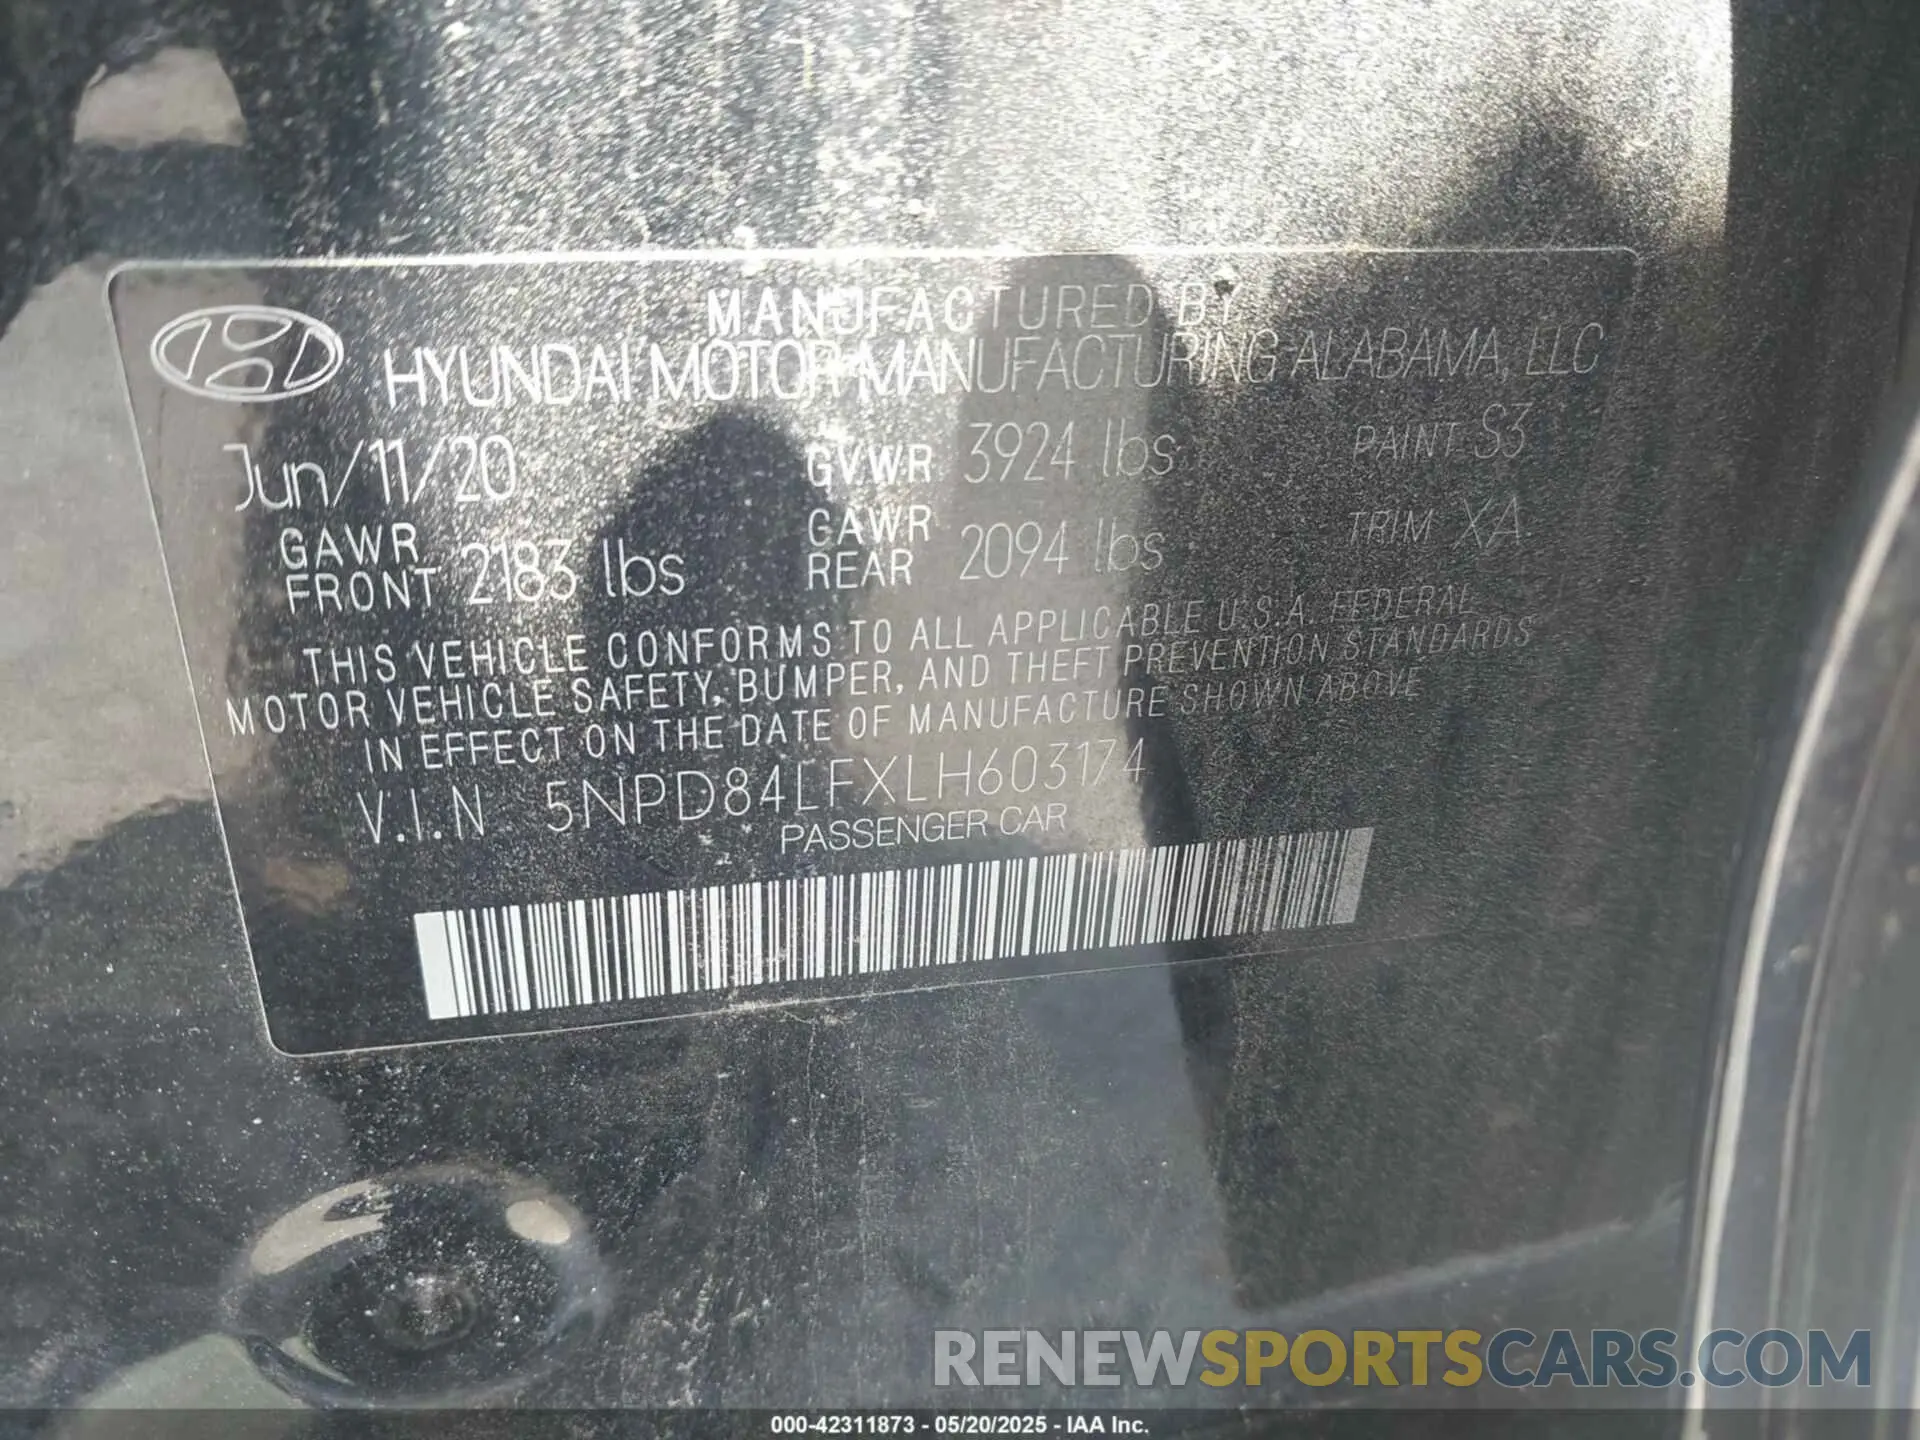 MANUFACTURED BY
HYUNDAI MOTOR MANUFACTURING ALABAMA, LLC
Jun/11/20 GVWR 3924 lbs PAINT S3
GAWR FRONT 2183 lbs GAWR REAR 2094 lbs TRIM XA
THIS VEHICLE CONFORMS TO ALL APPLICABLE U.S.A. FEDERAL
MOTOR VEHICLE SAFETY, BUMPER, AND THEFT PREVENTION STANDARDS
IN EFFECT ON THE DATE OF MANUFACTURE SHOWN ABOVE
V.I.N 5NPD84LFXLH603174
PASSENGER CAR
RENEWSPORTSCARS.COM
000-42311873 - 05/20/2025 - IAA Inc.